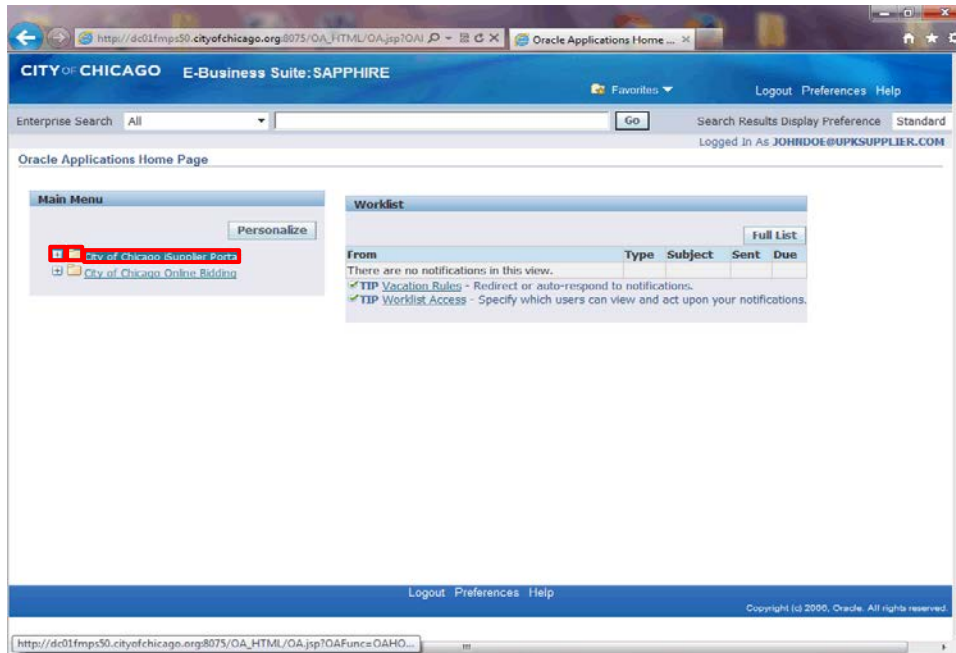 http://dc01fmps50.cityofchicago.org:8075/OA_HTML/OA.jsp?OAI
Oracle Applications Home ...
CITY OF CHICAGO E-Business Suite: SAPPHIRE
Favorites
Logout Preferences Help
Enterprise Search All Go Search Results Display Preference Standard
Logged In As JOHNDOE@UPKSUPPLIER.COM
Oracle Applications Home Page
Main Menu
Personalize
City of Chicago iSupplier Porta
City of Chicago Online Bidding
Worklist
Full List
From Type Subject Sent Due
There are no notifications in this view.
TIP Vacation Rules - Redirect or auto-respond to notifications.
TIP Worklist Access - Specify which users can view and act upon your notifications.
Logout Preferences Help
Copyright (c) 2006, Oracle. All rights reserved.
http://dc01fmps50.cityofchicago.org:8075/OA_HTML/OA.jsp?OAFunc=OAHO...